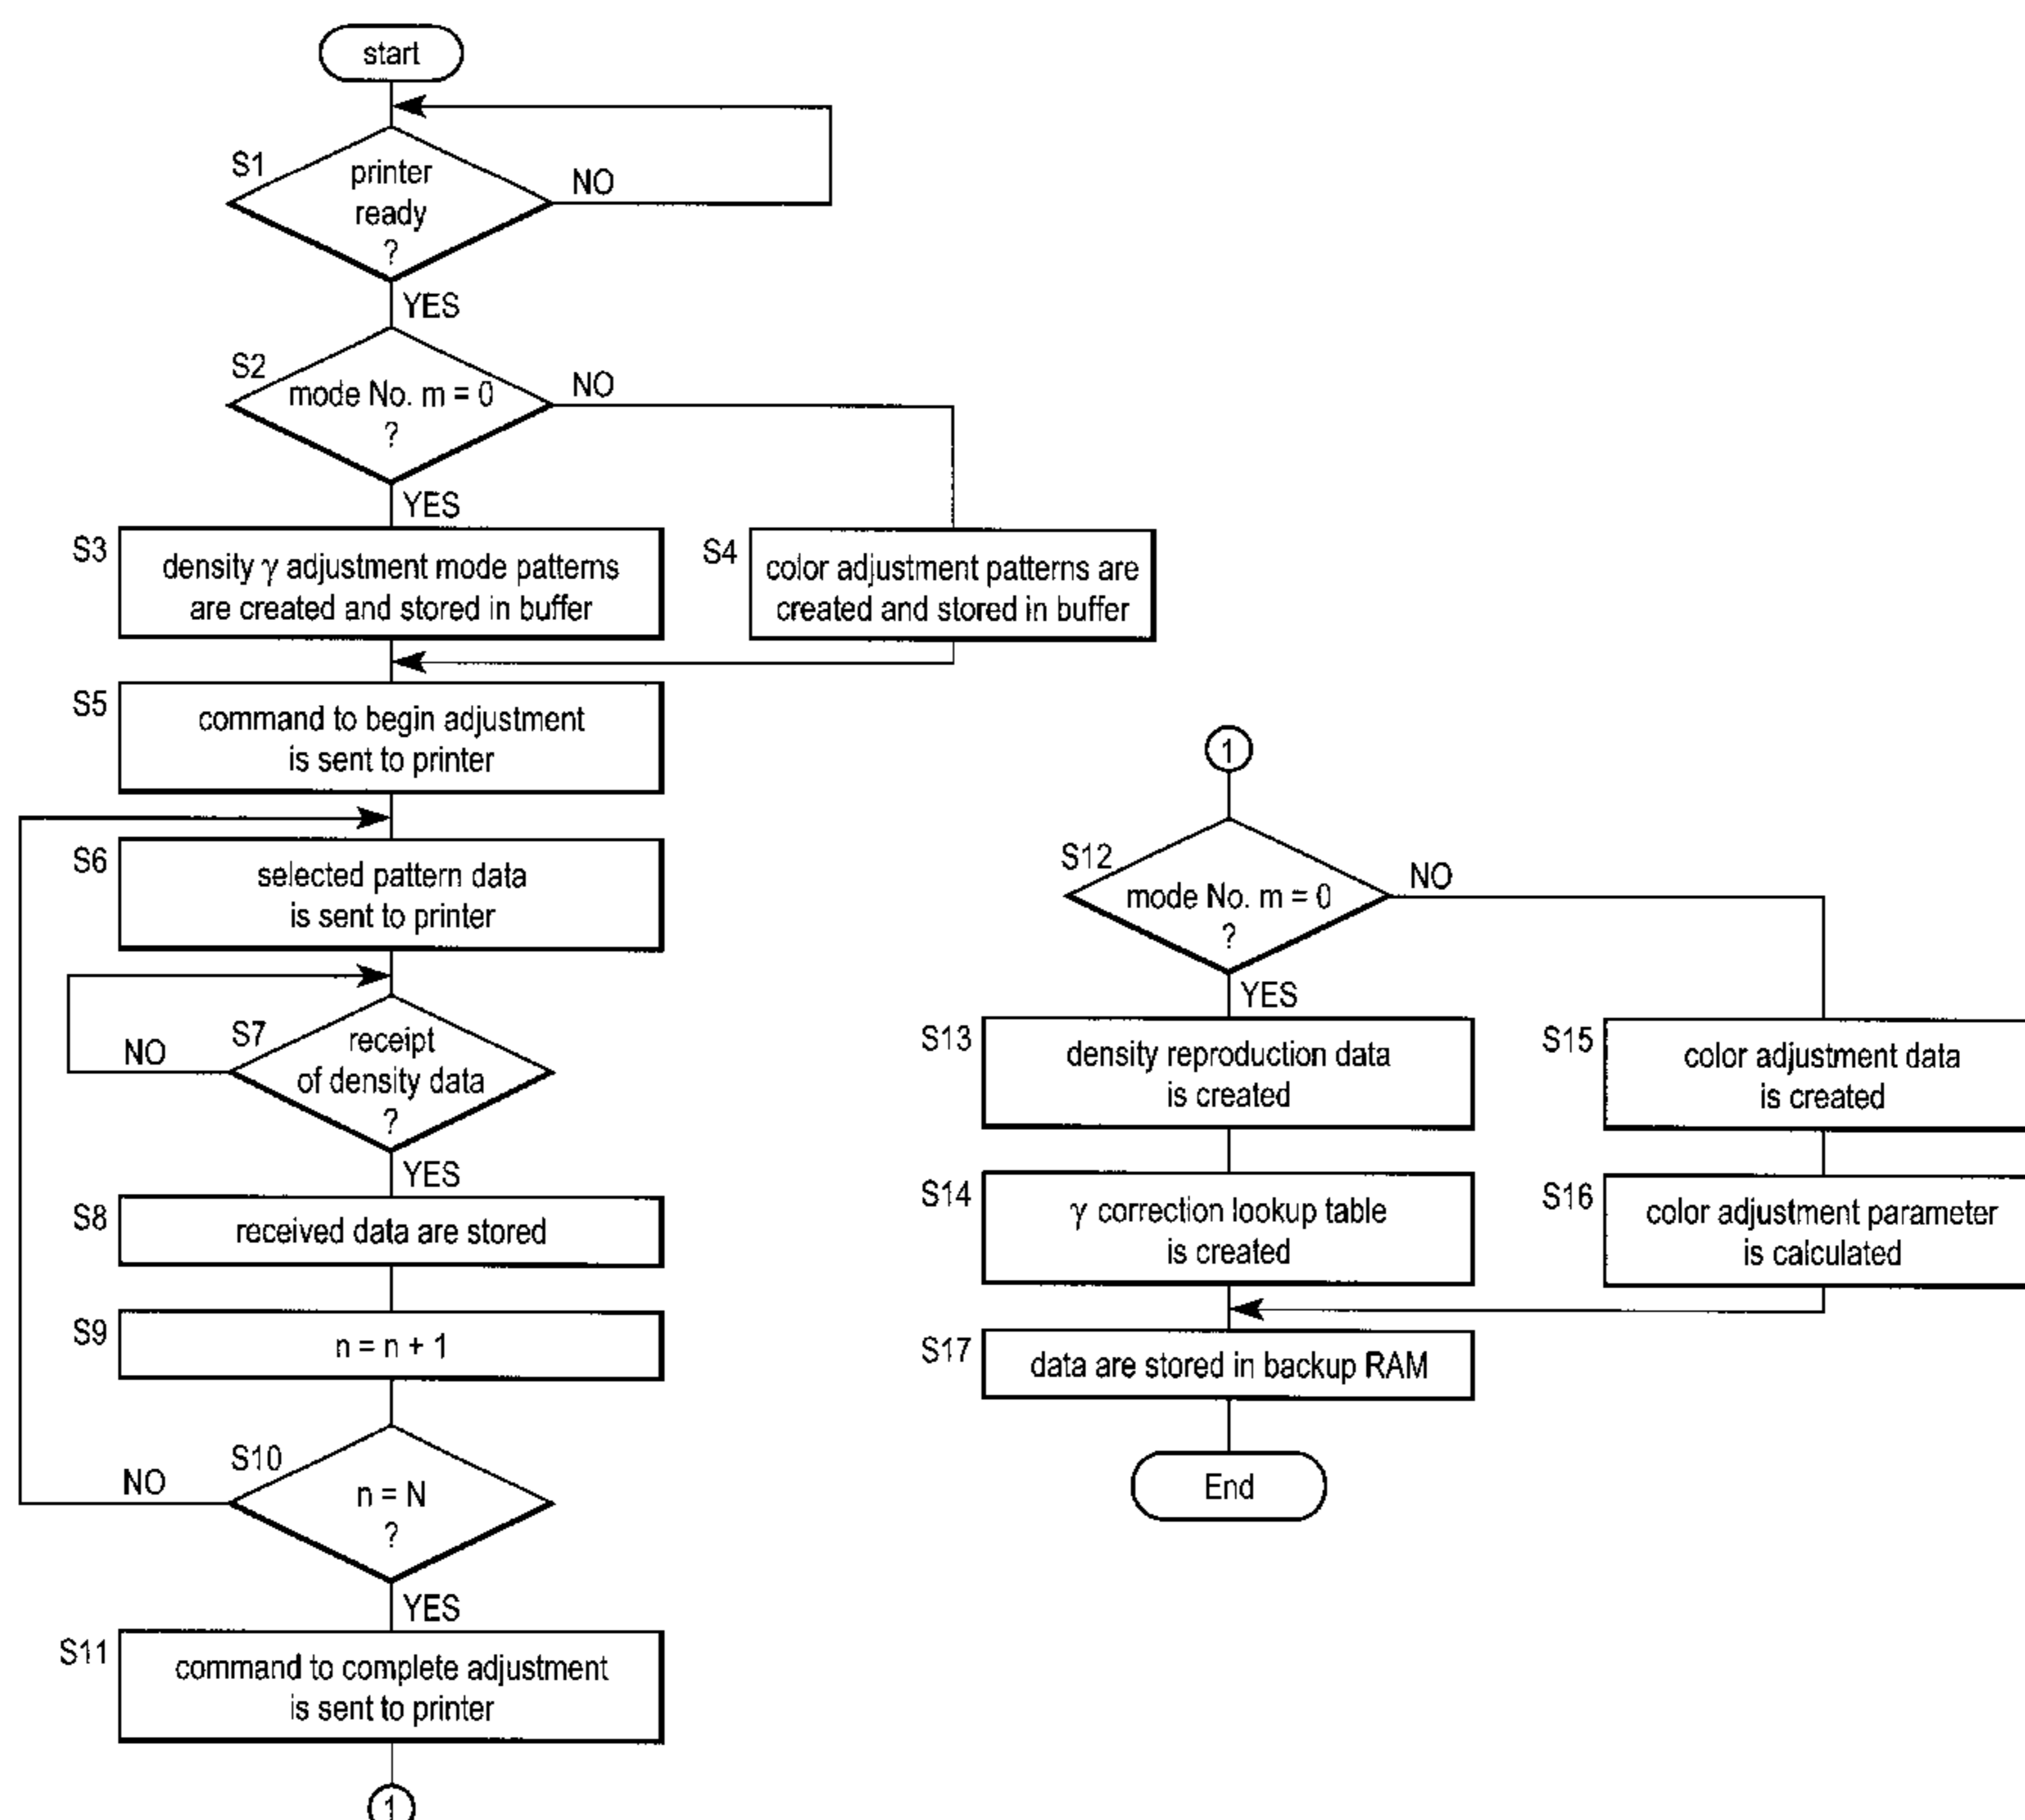 start
S1
printer
ready
?
NO
YES
S2
mode No. m = 0
?
NO
YES
S3
density γ adjustment mode patterns
are created and stored in buffer
S4
color adjustment patterns are
created and stored in buffer
S5
command to begin adjustment
is sent to printer
S6
selected pattern data
is sent to printer
S7
receipt
of density data
?
NO
YES
S8
received data are stored
S9
n = n + 1
S10
n = N
?
NO
YES
S11
command to complete adjustment
is sent to printer
1
1
S12
mode No. m = 0
?
NO
YES
S13
density reproduction data
is created
S14
γ correction lookup table
is created
S15
color adjustment data
is created
S16
color adjustment parameter
is calculated
S17
data are stored in backup RAM
End